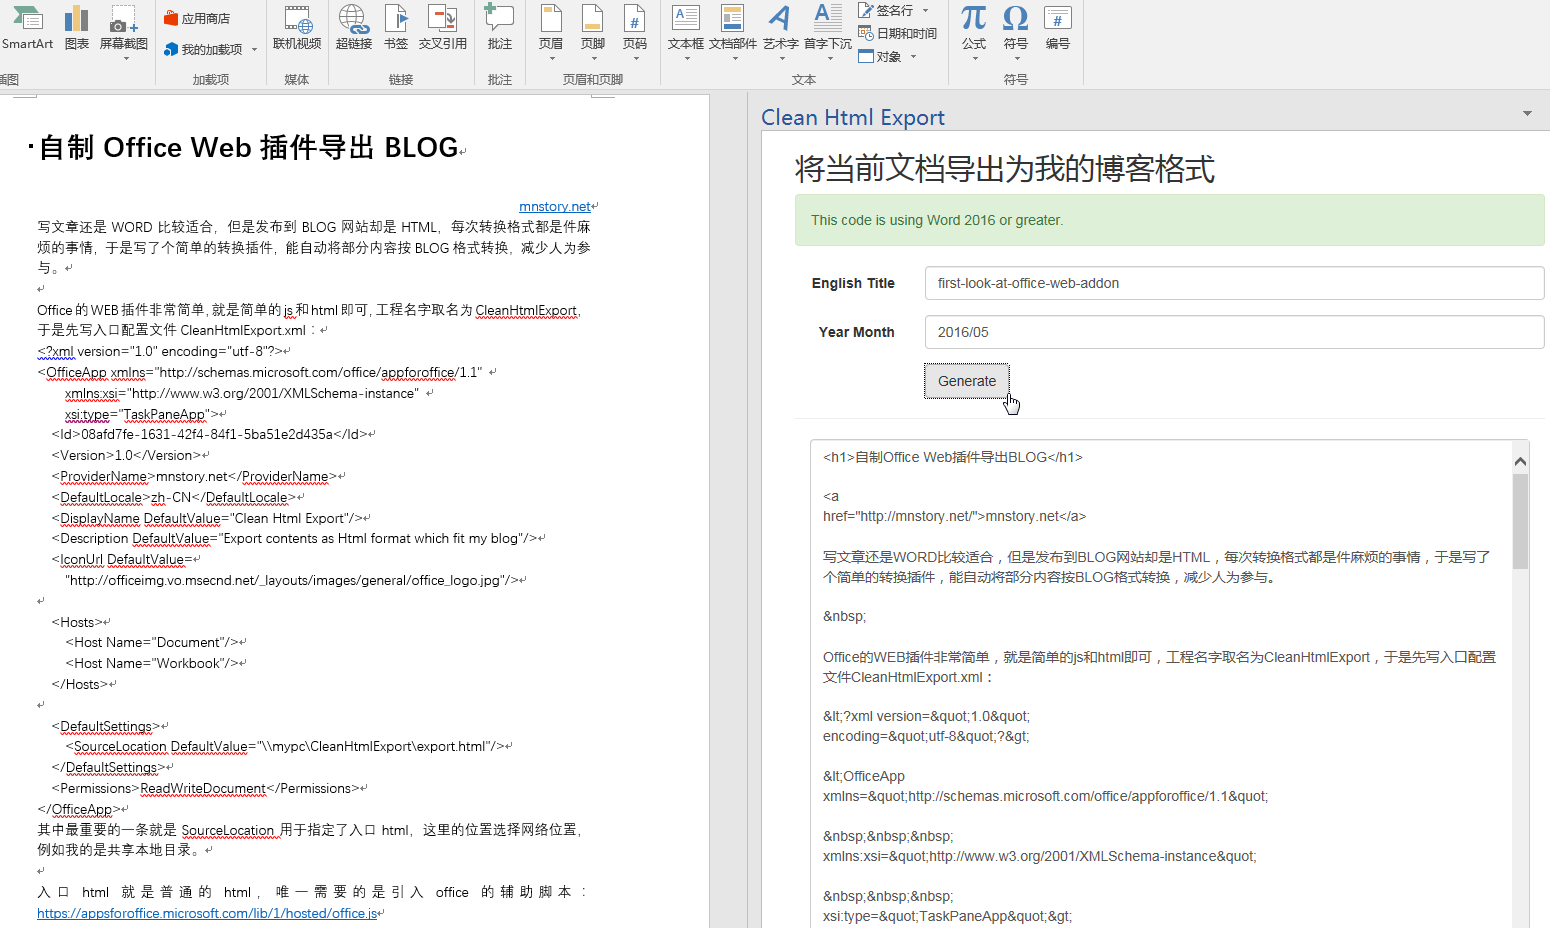 SmartArt
图表
屏幕截图
插图
应用商店
我的加载项
加载项
联机视频
媒体
超链接
书签
交叉引用
链接
批注
批注
页眉
页脚
页码
页眉和页脚
文本框
文档部件
艺术字
首字下沉
签名行
日期和时间
对象
文本
公式
符号
编号
符号
自制 Office Web 插件导出 BLOG
mnstory.net
写文章还是 WORD 比较适合，但是发布到 BLOG 网站却是 HTML，每次转换格式都是件麻
烦的事情，于是写了个简单的转换插件，能自动将部分内容按 BLOG 格式转换，减少人为参
与。
Office 的 WEB 插件非常简单，就是简单的 js 和 html 即可，工程名字取名为 CleanHtmlExport，
于是先写入口配置文件 CleanHtmlExport.xml：
<?xml version="1.0" encoding="utf-8"?>
<OfficeApp xmlns="http://schemas.microsoft.com/office/appforoffice/1.1"
xmlns:xsi="http://www.w3.org/2001/XMLSchema-instance"
xsi:type="TaskPaneApp">
<Id>08afd7fe-1631-42f4-84f1-5ba51e2d435a</Id>
<Version>1.0</Version>
<ProviderName>mnstory.net</ProviderName>
<DefaultLocale>zh-CN</DefaultLocale>
<DisplayName DefaultValue="Clean Html Export"/>
<Description DefaultValue="Export contents as Html format which fit my blog"/>
<IconUrl DefaultValue=
"http://officeimg.vo.msecnd.net/_layouts/images/general/office_logo.jpg"/>
<Hosts>
<Host Name="Document"/>
<Host Name="Workbook"/>
</Hosts>
<DefaultSettings>
<SourceLocation DefaultValue="\\mypc\CleanHtmlExport\export.html"/>
</DefaultSettings>
<Permissions>ReadWriteDocument</Permissions>
</OfficeApp>
其中最重要的一条就是 SourceLocation 用于指定了入口 html，这里的位置选择网络位置，
例如我的是共享本地目录。
入口 html 就是普通的 html，唯一需要的是引入 office 的辅助脚本：
https://appsforoffice.microsoft.com/lib/1/hosted/office.js
Clean Html Export
将当前文档导出为我的博客格式
This code is using Word 2016 or greater.
English Title
first-look-at-office-web-addon
Year Month
2016/05
Generate
<h1>自制Office Web插件导出BLOG</h1>
<a
href="http://mnstory.net/">mnstory.net</a>
写文章还是WORD比较适合，但是发布到BLOG网站却是HTML，每次转换格式都是件麻烦的事情，于是写了
个简单的转换插件，能自动将部分内容按BLOG格式转换，减少人为参与。
&nbsp;
Office的WEB插件非常简单，就是简单的js和html即可，工程名字取名为CleanHtmlExport，于是先写入口配置
文件CleanHtmlExport.xml：
&lt;?xml version=&quot;1.0&quot;
encoding=&quot;utf-8&quot;?&gt;
&lt;OfficeApp
xmlns=&quot;http://schemas.microsoft.com/office/appforoffice/1.1&quot;
&nbsp;&nbsp;&nbsp;
xmlns:xsi=&quot;http://www.w3.org/2001/XMLSchema-instance&quot;
&nbsp;&nbsp;&nbsp;
xsi:type=&quot;TaskPaneApp&quot;&gt;